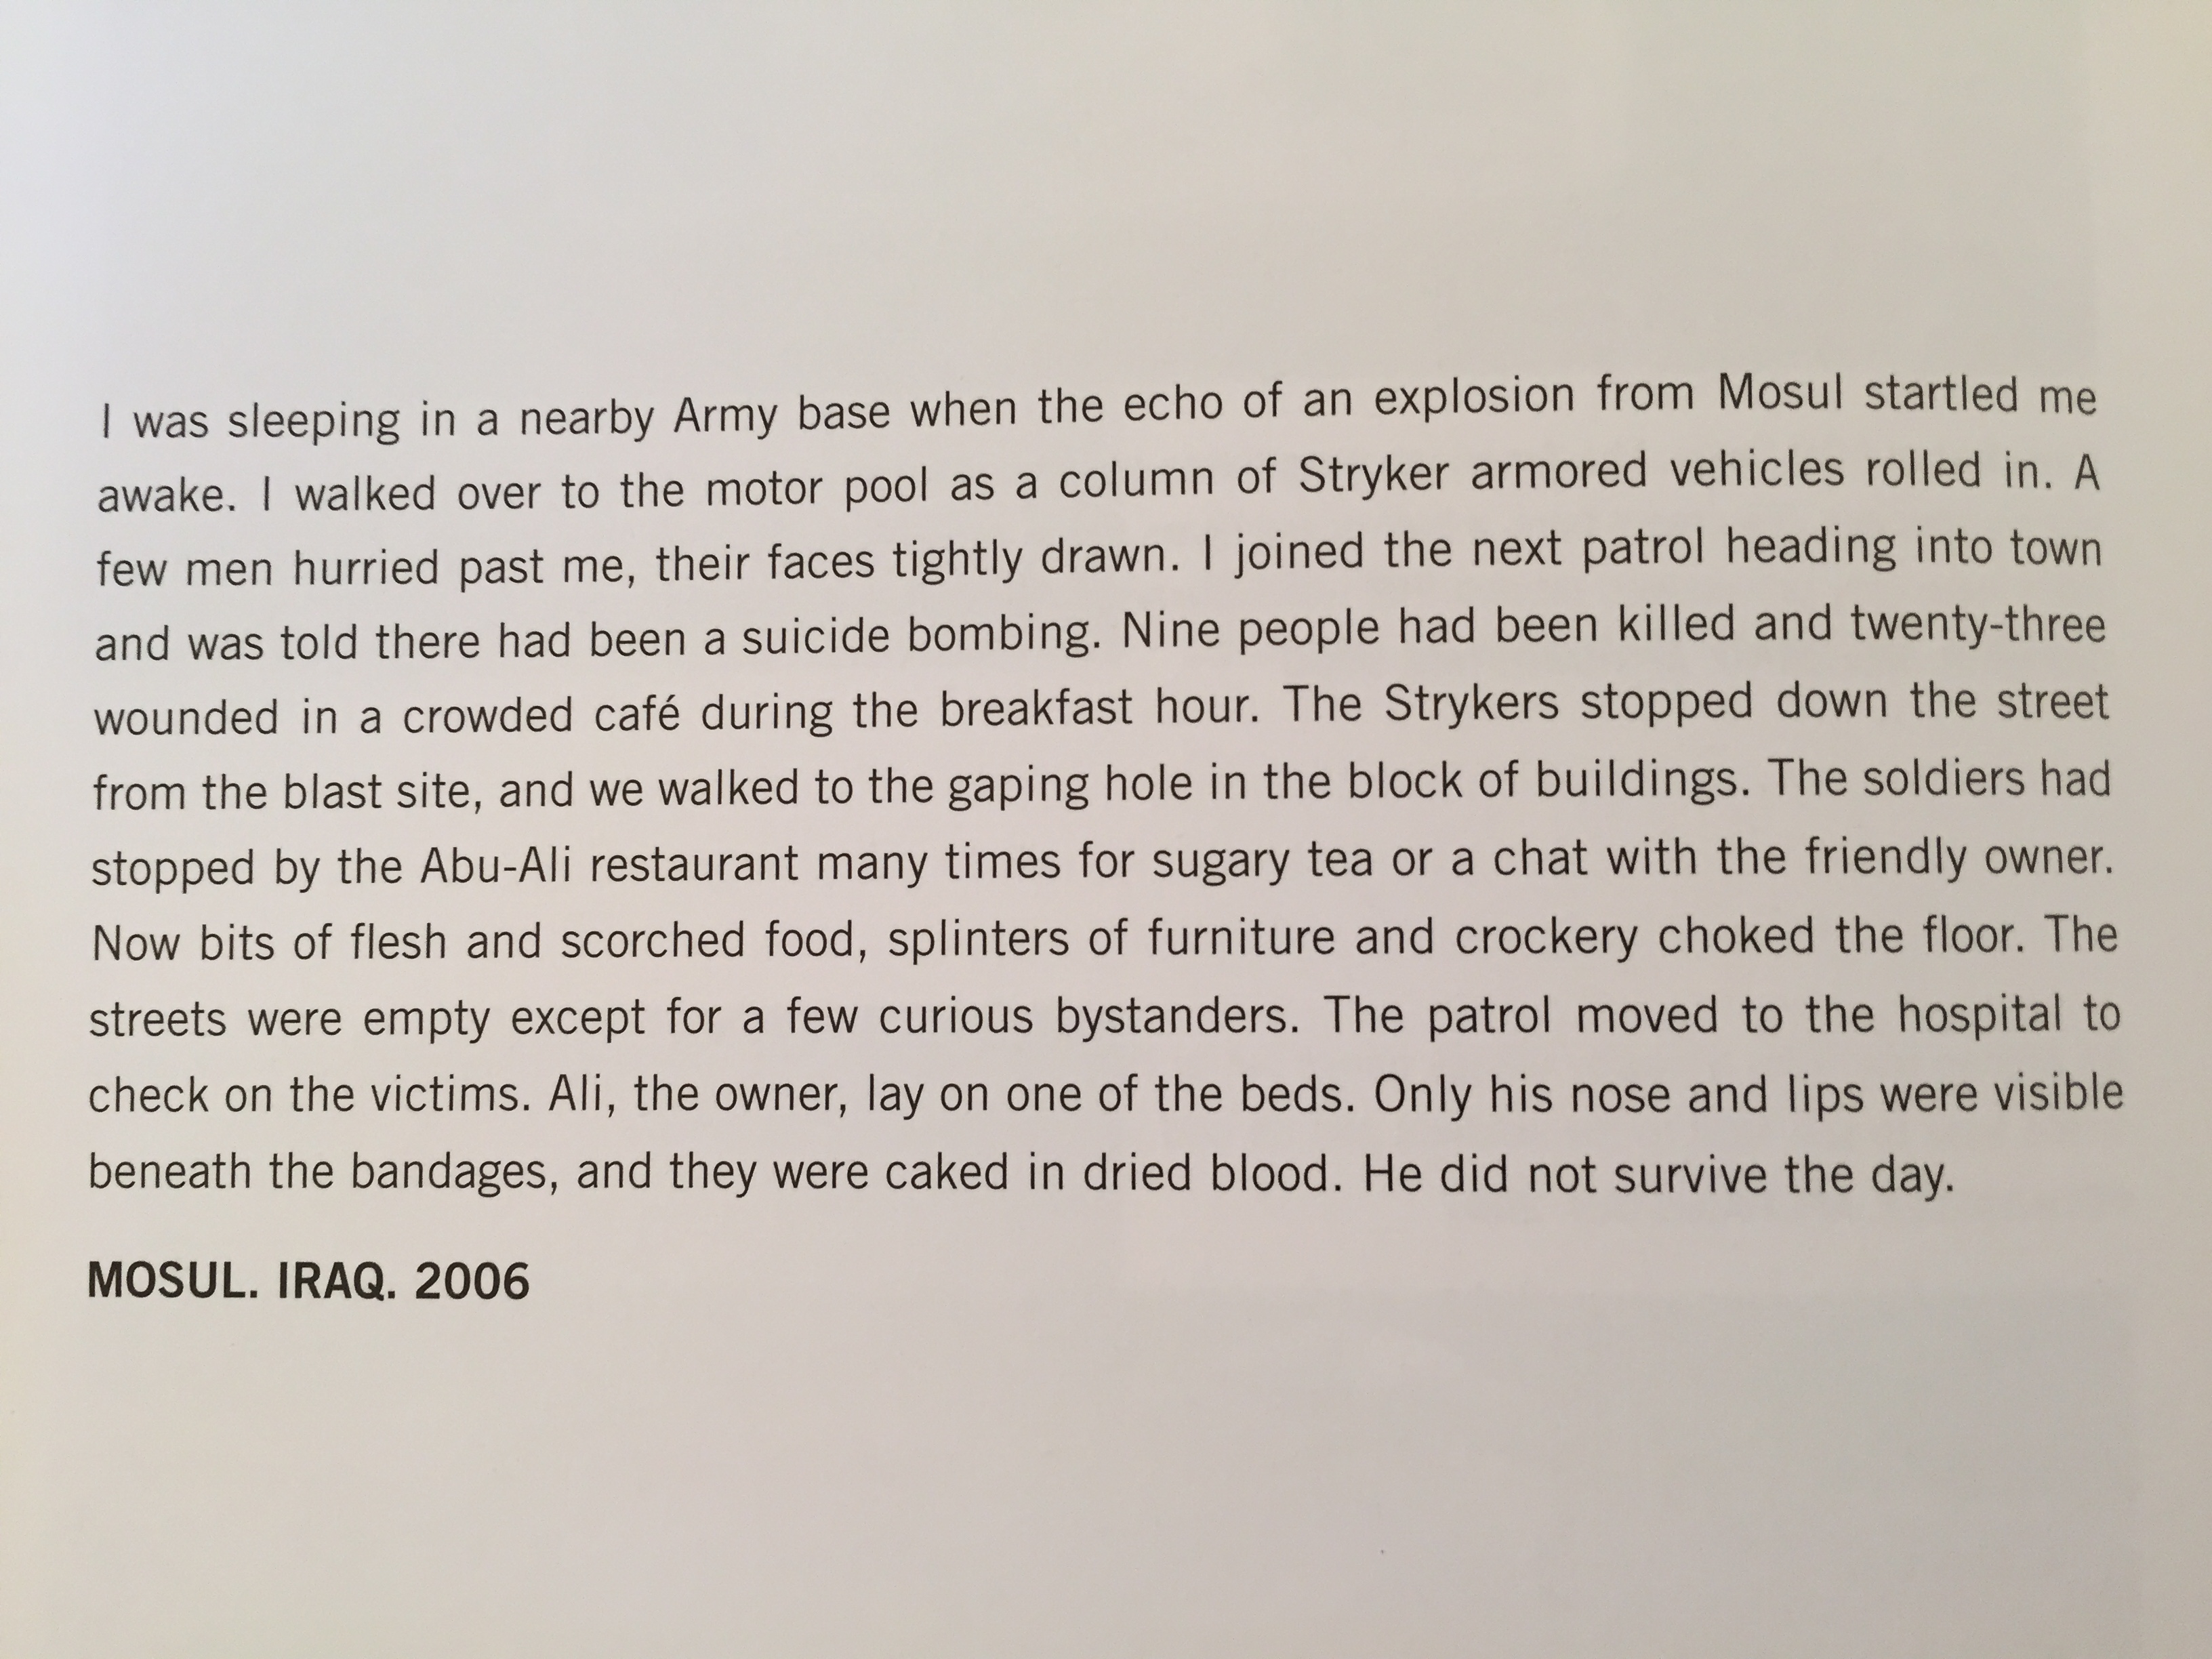 I was sleeping in a nearby Army base when the echo of an explosion from Mosul startled me
awake. I walked over to the motor pool as a column of Stryker armored vehicles rolled in. A
few men hurried past me, their faces tightly drawn. I joined the next patrol heading into town
and was told there had been a suicide bombing. Nine people had been killed and twenty-three
wounded in a crowded café during the breakfast hour. The Strykers stopped down the street
from the blast site, and we walked to the gaping hole in the block of buildings. The soldiers had
stopped by the Abu-Ali restaurant many times for sugary tea or a chat with the friendly owner.
Now bits of flesh and scorched food, splinters of furniture and crockery choked the floor. The
streets were empty except for a few curious bystanders. The patrol moved to the hospital to
check on the victims. Ali, the owner, lay on one of the beds. Only his nose and lips were visible
beneath the bandages, and they were caked in dried blood. He did not survive the day.
MOSUL. IRAQ. 2006